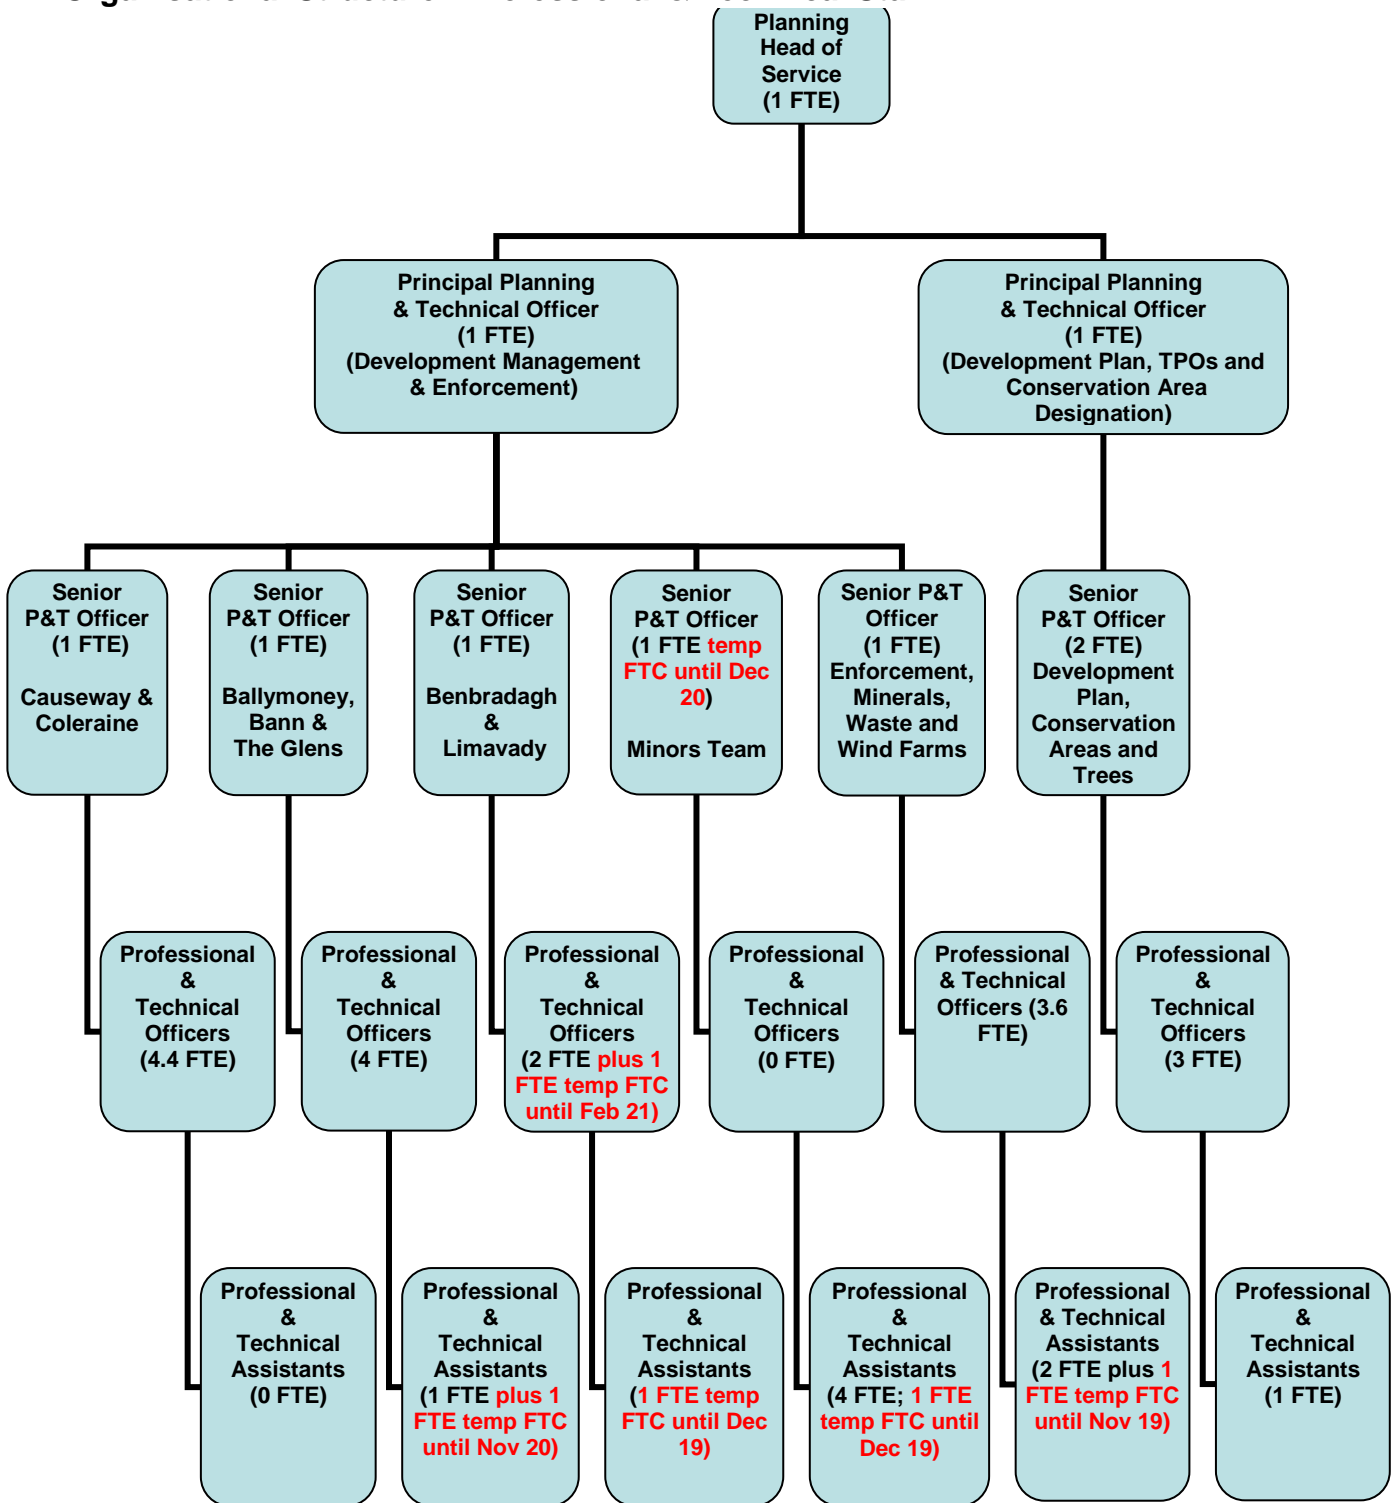 Planning
Head of
Service
(1 FTE)
Principal Planning
& Technical Officer
(1 FTE)
(Development Management
& Enforcement)
Principal Planning
& Technical Officer
(1 FTE)
(Development Plan, TPOs and
Conservation Area
Designation)
Senior
P&T Officer
(1 FTE)
Causeway &
Coleraine
Senior
P&T Officer
(1 FTE)
Ballymoney,
Bann &
The Glens
Senior
P&T Officer
(1 FTE)
Benbradagh
&
Limavady
Senior
P&T Officer
(1 FTE temp
FTC until Dec
20)
Minors Team
Senior P&T
Officer
(1 FTE)
Enforcement,
Minerals,
Waste and
Wind Farms
Senior
P&T Officer
(2 FTE)
Development
Plan,
Conservation
Areas and
Trees
Professional
&
Technical
Officers
(4.4 FTE)
Professional
&
Technical
Officers
(4 FTE)
Professional
&
Technical
Officers
(2 FTE plus 1
FTE temp FTC
until Feb 21)
Professional
&
Technical
Officers
(0 FTE)
Professional
& Technical
Officers (3.6
FTE)
Professional
&
Technical
Officers
(3 FTE)
Professional
&
Technical
Assistants
(0 FTE)
Professional
&
Technical
Assistants
(1 FTE plus 1
FTE temp FTC
until Nov 20)
Professional
&
Technical
Assistants
(1 FTE temp
FTC until Dec
19)
Professional
&
Technical
Assistants
(4 FTE; 1 FTE
temp FTC until
Dec 19)
Professional
& Technical
Assistants
(2 FTE plus 1
FTE temp FTC
until Nov 19)
Professional
&
Technical
Assistants
(1 FTE)